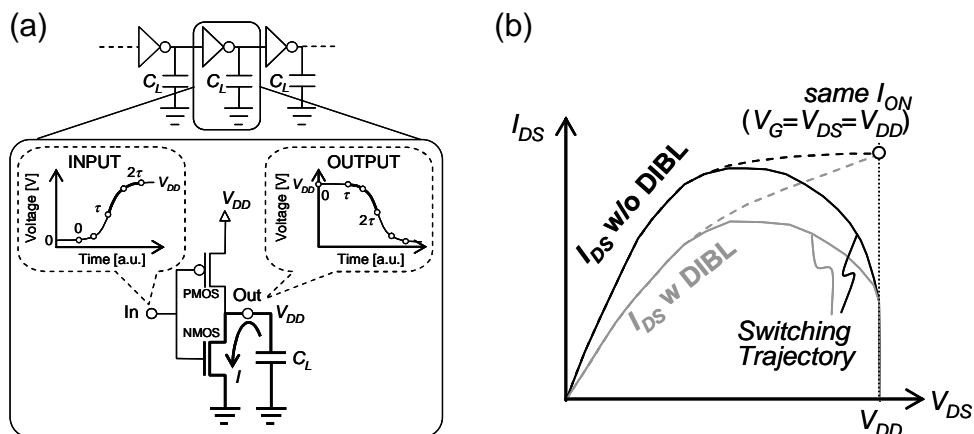 (a)
C_L
C_L
C_L
INPUT
Voltage [V]
0
τ
2τ
V_DD
Time [a.u.]
OUTPUT
Voltage [V]
V_DD
0
τ
2τ
Time [a.u.]
V_DD
PMOS
In
Out
V_DD
NMOS
I
C_L
(b)
I_DS
same I_ON
(V_G=V_DS=V_DD)
I_DS w/o DIBL
I_DS w DIBL
Switching
Trajectory
V_DS
V_DD